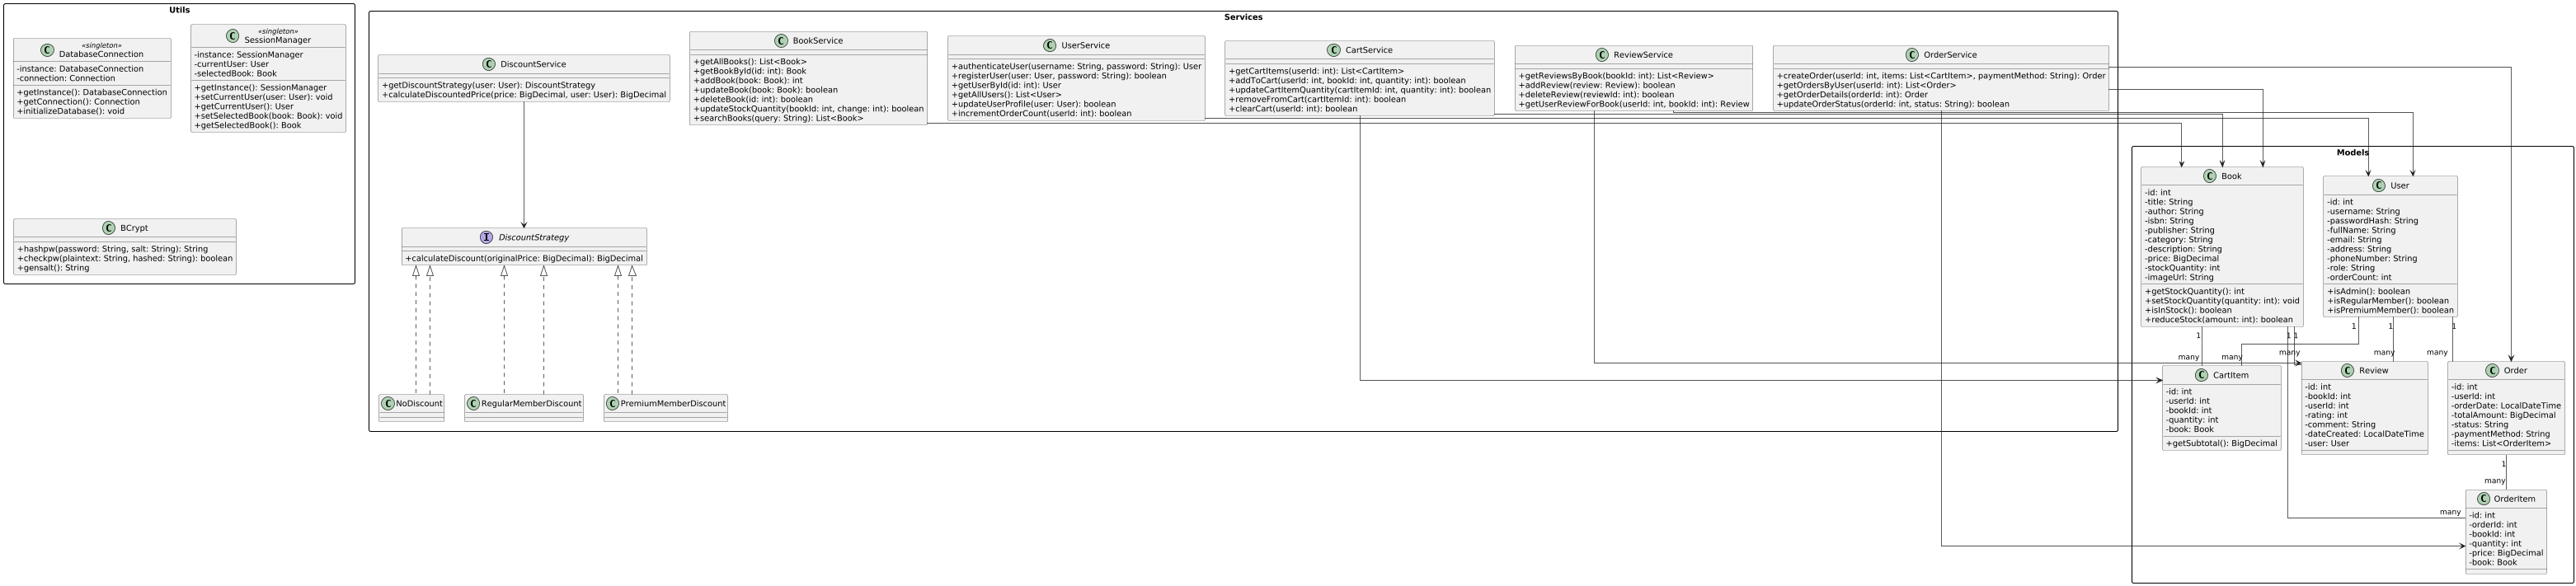 Utils
C
«singleton»
DatabaseConnection
-instance: DatabaseConnection
-connection: Connection
+getInstance(): DatabaseConnection
+getConnection(): Connection
+initializeDatabase(): void
C
«singleton»
SessionManager
-instance: SessionManager
-currentUser: User
-selectedBook: Book
+getInstance(): SessionManager
+setCurrentUser(user: User): void
+getCurrentUser(): User
+setSelectedBook(book: Book): void
+getSelectedBook(): Book
C BCrypt
+hashpw(password: String, salt: String): String
+checkpw(plaintext: String, hashed: String): boolean
+gensalt(): String
Services
C DiscountService
+getDiscountStrategy(user: User): DiscountStrategy
+calculateDiscountedPrice(price: BigDecimal, user: User): BigDecimal
C BookService
+getAllBooks(): List<Book>
+getBookById(id: int): Book
+addBook(book: Book): int
+updateBook(book: Book): boolean
+deleteBook(id: int): boolean
+updateStockQuantity(bookId: int, change: int): boolean
+searchBooks(query: String): List<Book>
C UserService
+authenticateUser(username: String, password: String): User
+registerUser(user: User, password: String): boolean
+getUserById(id: int): User
+getAllUsers(): List<User>
+updateUserProfile(user: User): boolean
+incrementOrderCount(userId: int): boolean
C CartService
+getCartItems(userId: int): List<CartItem>
+addToCart(userId: int, bookId: int, quantity: int): boolean
+updateCartItemQuantity(cartItemId: int, quantity: int): boolean
+removeFromCart(cartItemId: int): boolean
+clearCart(userId: int): boolean
C ReviewService
+getReviewsByBook(bookId: int): List<Review>
+addReview(review: Review): boolean
+deleteReview(reviewId: int): boolean
+getUserReviewForBook(userId: int, bookId: int): Review
C OrderService
+createOrder(userId: int, items: List<CartItem>, paymentMethod: String): Order
+getOrdersByUser(userId: int): List<Order>
+getOrderDetails(orderId: int): Order
+updateOrderStatus(orderId: int, status: String): boolean
I DiscountStrategy
+calculateDiscount(originalPrice: BigDecimal): BigDecimal
C NoDiscount
C RegularMemberDiscount
C PremiumMemberDiscount
Models
C Book
-id: int
-title: String
-author: String
-isbn: String
-publisher: String
-category: String
-description: String
-price: BigDecimal
-stockQuantity: int
-imageUrl: String
+getStockQuantity(): int
+setStockQuantity(quantity: int): void
+isInStock(): boolean
+reduceStock(amount: int): boolean
C User
-id: int
-username: String
-passwordHash: String
-fullName: String
-email: String
-address: String
-phoneNumber: String
-role: String
-orderCount: int
+isAdmin(): boolean
+isRegularMember(): boolean
+isPremiumMember(): boolean
1
1 1
1
1
1
many
many
many
many
many
C CartItem
-id: int
-userId: int
-bookId: int
-quantity: int
-book: Book
+getSubtotal(): BigDecimal
C Review
-id: int
-bookId: int
-userId: int
-rating: int
-comment: String
-dateCreated: LocalDateTime
-user: User
C Order
-id: int
-userId: int
-orderDate: LocalDateTime
-totalAmount: BigDecimal
-status: String
-paymentMethod: String
-items: List<OrderItem>
1
many
many
C OrderItem
-id: int
-orderId: int
-bookId: int
-quantity: int
-price: BigDecimal
-book: Book